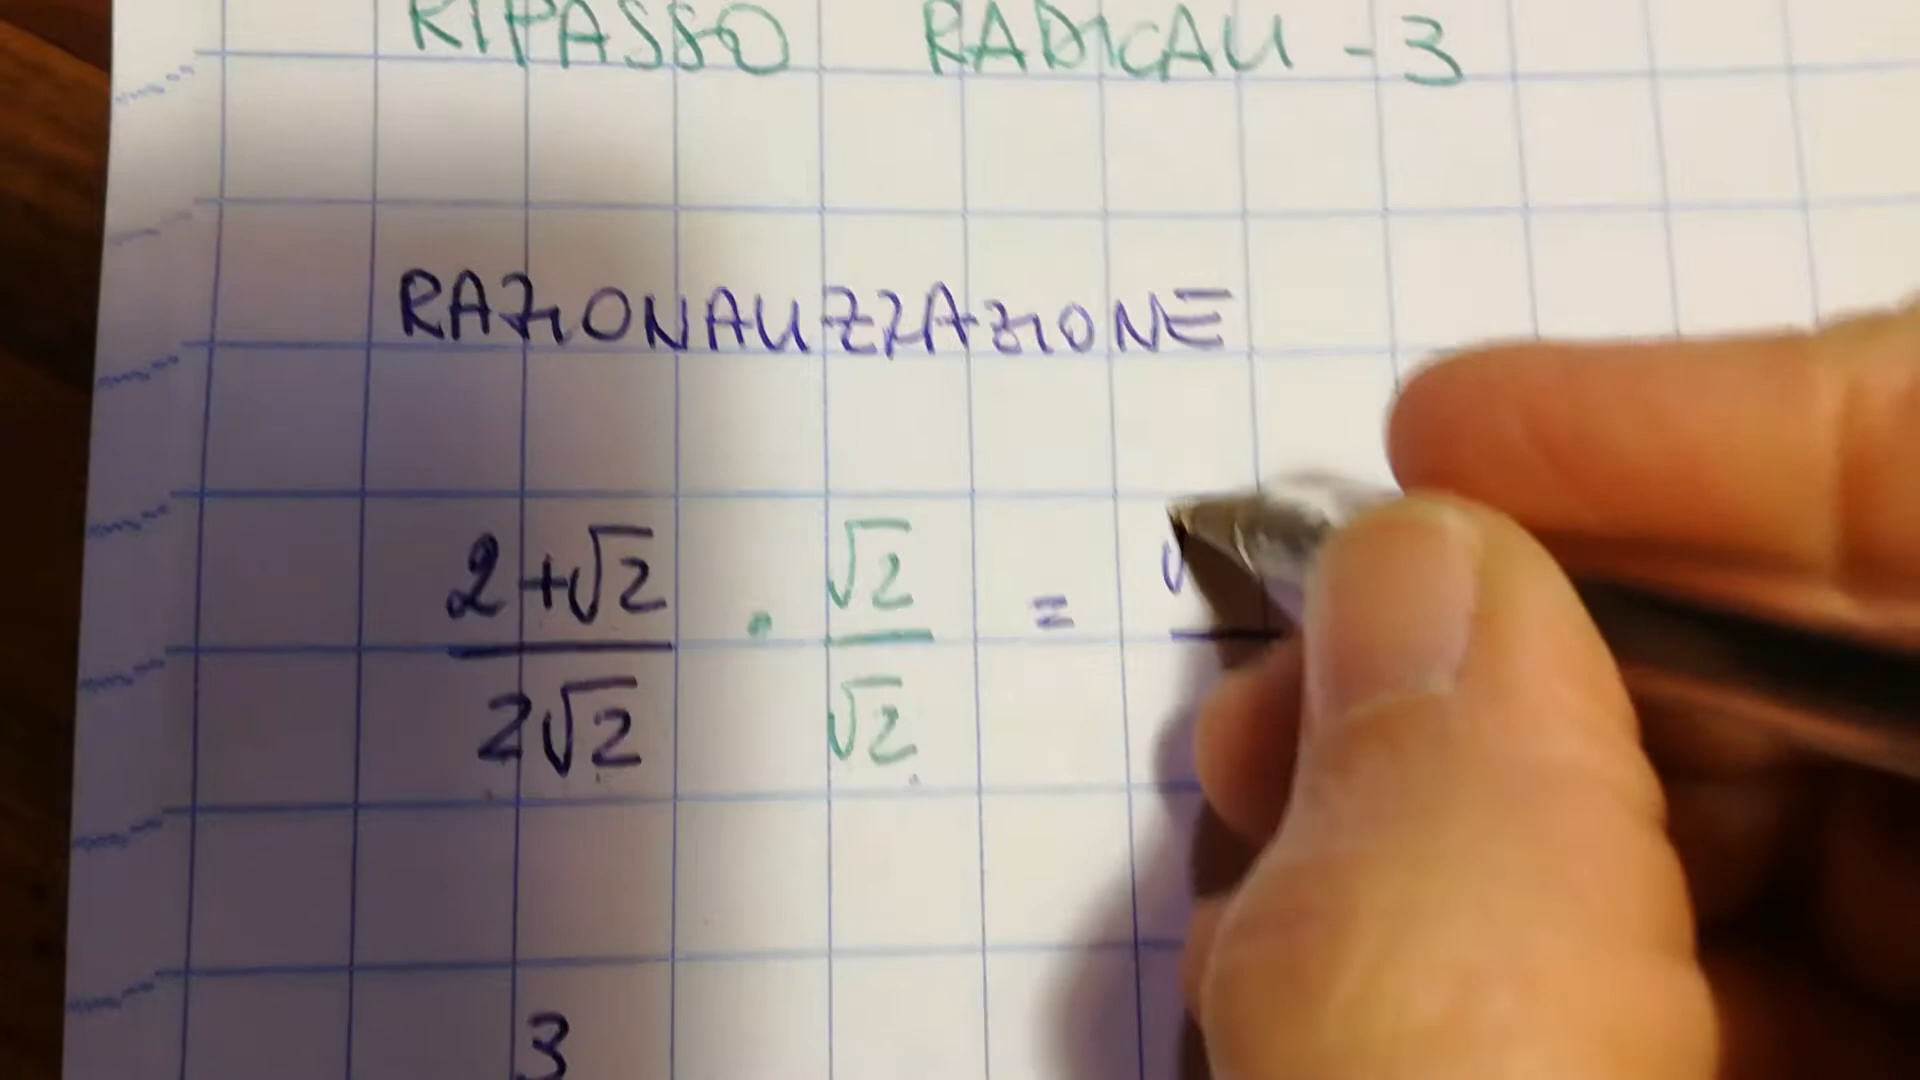 RIPASSO RADICALI - 3
RAZIONALIZZAZIONE
2+√2 / 2√2 · √2 / √2 = √
3